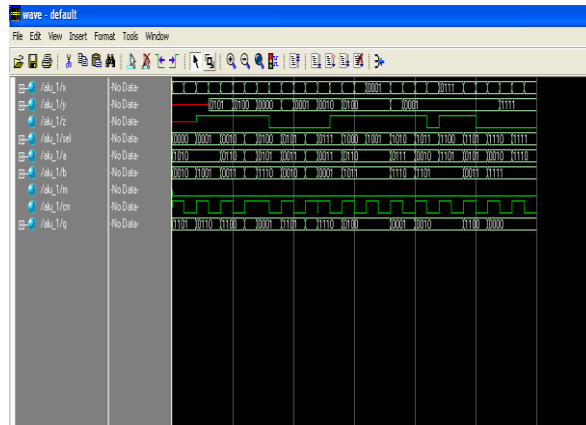 wave - default
File Edit View Insert Format Tools Window
/alu_1/x -No Data- 0001 0111
/alu_1/y -No Data- 0101 0100 0000 0001 0010 0100 0001 1111
/alu_1/z -No Data-
/alu_1/sel -No Data- 0000 0001 0010 0100 0101 0111 1000 1001 1010 1011 1100 1101 1110 1111
/alu_1/a -No Data- 1010 0110 0101 0011 0011 0110 0111 0010 1101 0101 0010 1111
/alu_1/b -No Data- 0010 1001 0011 1110 0010 0001 1011 1110 1101 0011 1111
/alu_1/m -No Data-
/alu_1/cn -No Data-
/alu_1/q -No Data- 1101 0110 1100 0001 1101 1110 0100 0001 0010 1100 0000